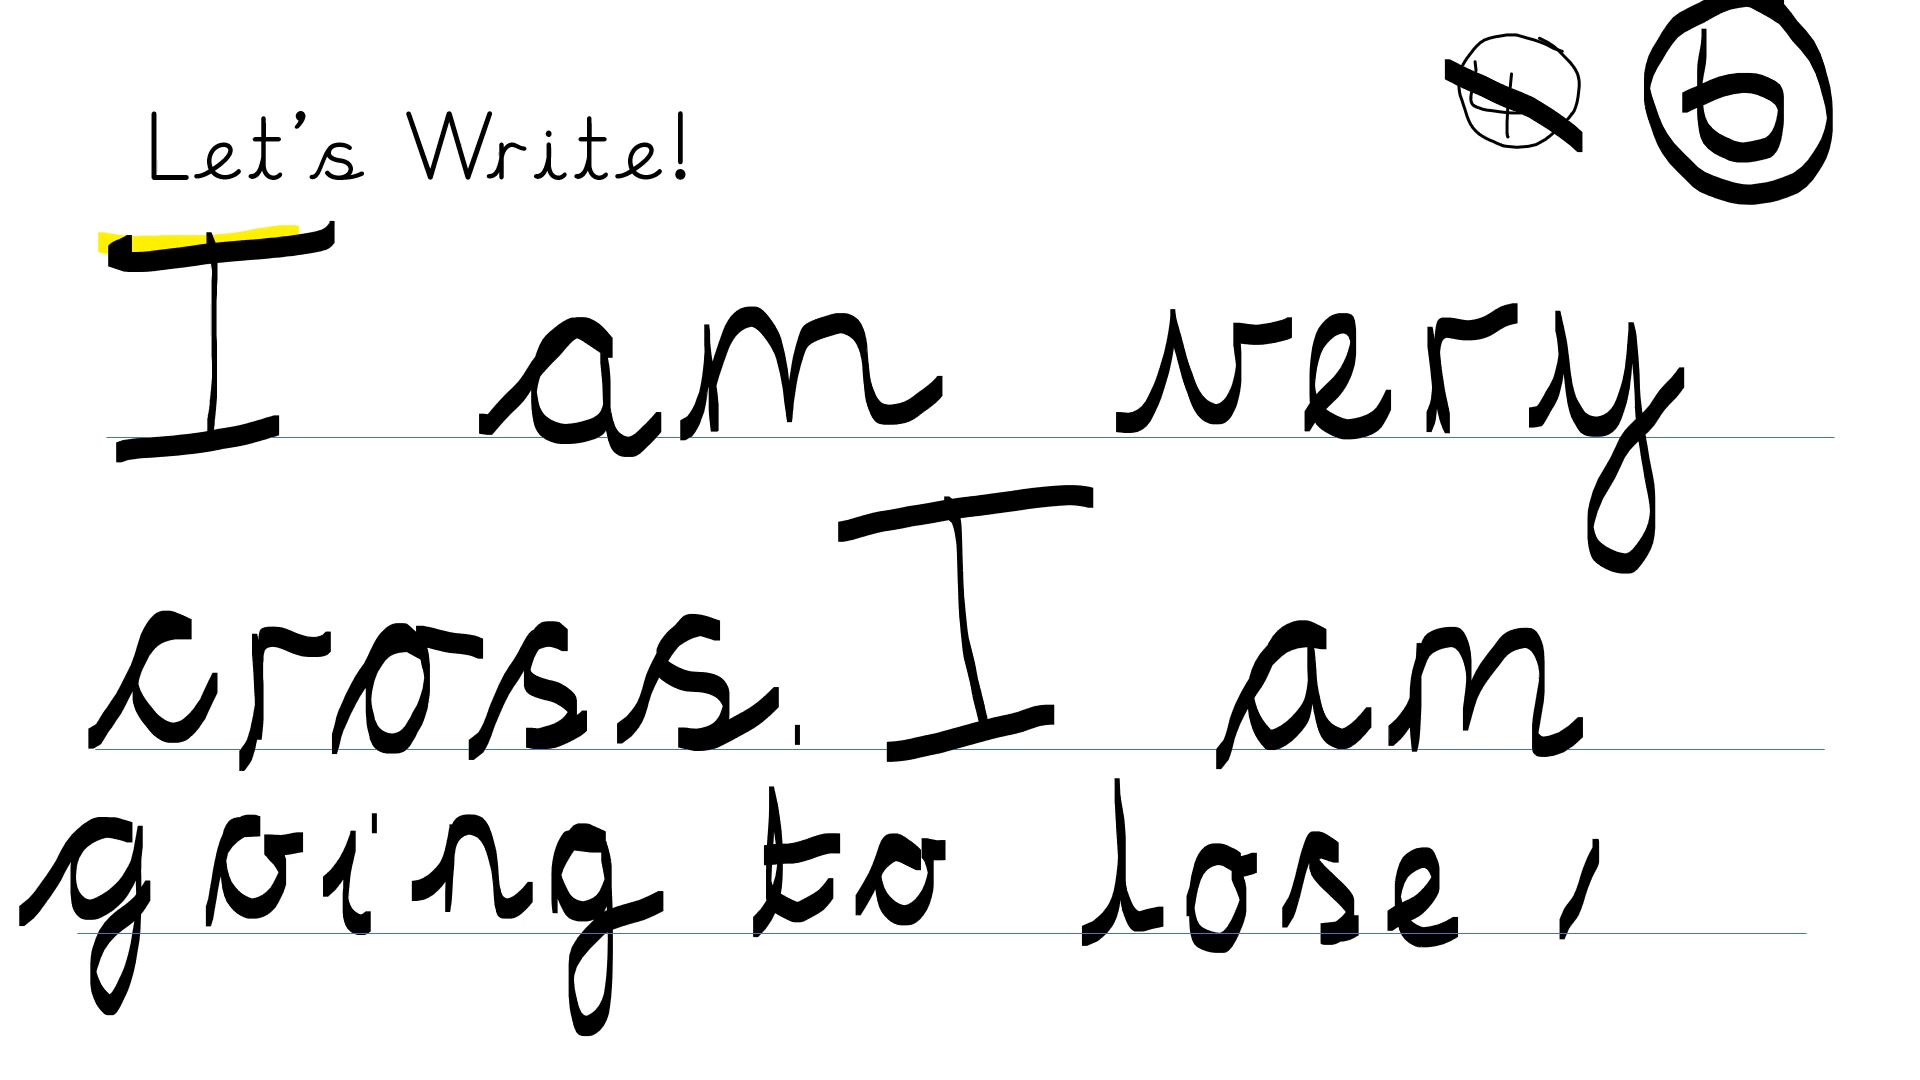 Let's Write!
I am very
cross. I am
going to lose